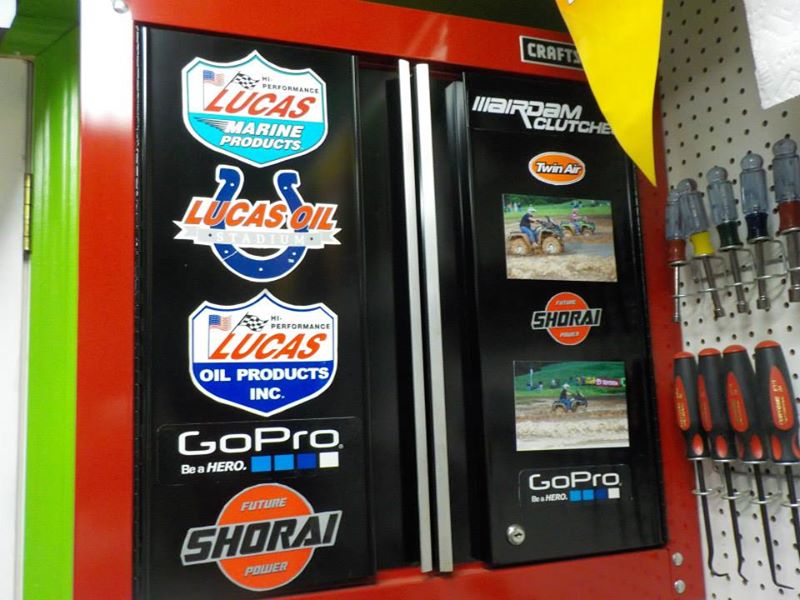 HI-
PERFORMANCE
LUCAS
MARINE
PRODUCTS
LUCAS OIL
STADIUM
HI-
PERFORMANCE
LUCAS
OIL PRODUCTS
INC.
GoPro
Be a HERO.
FUTURE
SHORAI
POWER
CRAFTS
AIRDAM
CLUTCHE
Twin Air
FUTURE
SHORAI
POWER
GoPro
Be a HERO.